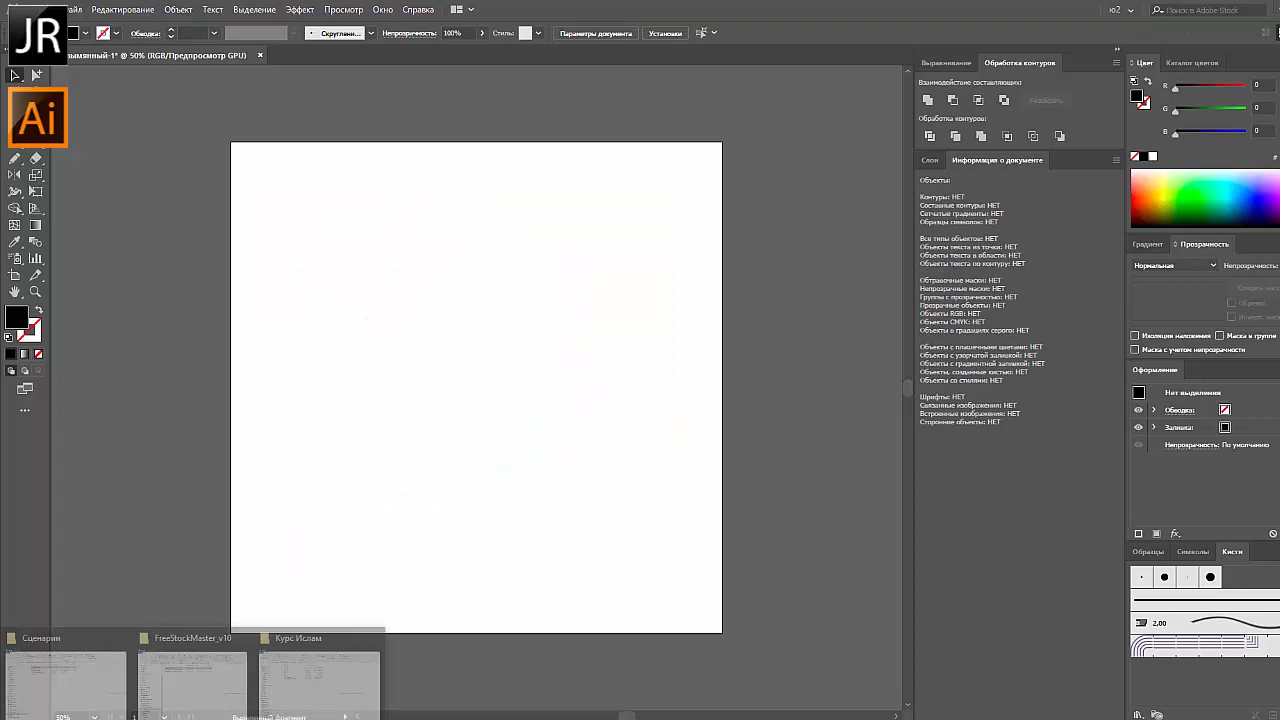 JR
Ai
Файл Редактирование Объект Текст Выделение Эффект Просмотр Окно Справка
ю2
Поиск в Adobe Stock
Обводка:
Непрозрачность: 100%
Стиль:
Параметры документа
Установки
50% (RGB/Предпросмотр GPU)
Выравнивание
Обработка контуров
Взаимодействие составляющих:
Разобрать
Обработка контуров:
Слои
Информация о документе
Объекты:
Контуры: НЕТ
Составные контуры: НЕТ
Сетчатые градиенты: НЕТ
Образцы символов: НЕТ
Все типы объектов: НЕТ
Объекты текста из точки: НЕТ
Объекты текста в области: НЕТ
Объекты текста по контуру: НЕТ
Обтравочные маски: НЕТ
Непрозрачные маски: НЕТ
Группы с прозрачностью: НЕТ
Прозрачные объекты: НЕТ
Объекты RGB: НЕТ
Объекты CMYK: НЕТ
Объекты в градациях серого: НЕТ
Объекты с плашечными цветами: НЕТ
Объекты с узорчатой заливкой: НЕТ
Объекты с градиентной заливкой: НЕТ
Объекты, созданные кистью: НЕТ
Объекты со стилями: НЕТ
Шрифты: НЕТ
Связанные изображения: НЕТ
Встроенные изображения: НЕТ
Сторонние объекты: НЕТ
Цвет
Каталог цветов
R 0
G 0
B 0
#
Градиент
Прозрачность
Нормальная
Непрозрачность:
Изоляция наложения
Маска в группе
Маска с учетом непрозрачности
Оформление
Нет выделения
Обводка:
Заливка:
Непрозрачность: По умолчанию
fx
Образцы
Символы
Кисти
2,00
Сценарии
FreeStockMaster_v10
Курс Ислам
50%